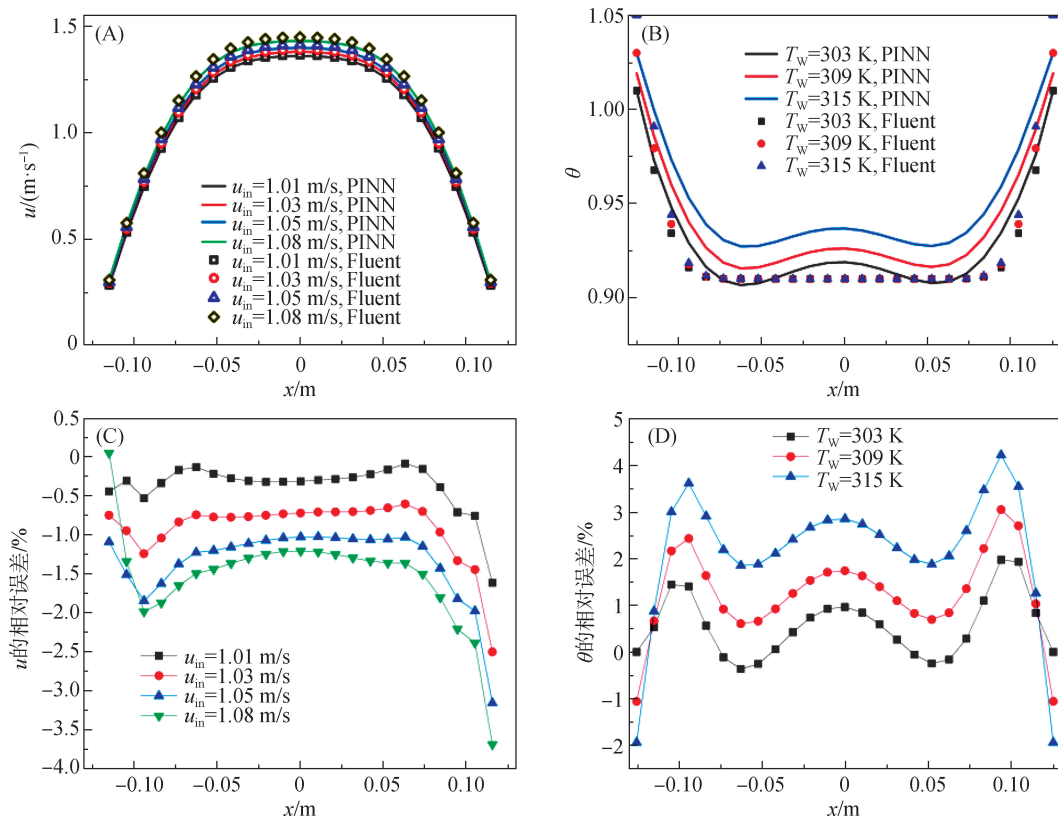 (A)
1.5
1.0
0.5
0
u/(m·s⁻¹)
u_in=1.01 m/s, PINN
u_in=1.03 m/s, PINN
u_in=1.05 m/s, PINN
u_in=1.08 m/s, PINN
u_in=1.01 m/s, Fluent
u_in=1.03 m/s, Fluent
u_in=1.05 m/s, Fluent
u_in=1.08 m/s, Fluent
−0.10 −0.05 0 0.05 0.10
x/m
(B)
1.05
1.00
0.95
0.90
θ
T_W=303 K, PINN
T_W=309 K, PINN
T_W=315 K, PINN
T_W=303 K, Fluent
T_W=309 K, Fluent
T_W=315 K, Fluent
−0.10 −0.05 0 0.05 0.10
x/m
(C)
0.5
0
−0.5
−1.0
−1.5
−2.0
−2.5
−3.0
−3.5
−4.0
u的相对误差/%
u_in=1.01 m/s
u_in=1.03 m/s
u_in=1.05 m/s
u_in=1.08 m/s
−0.10 −0.05 0 0.05 0.10
x/m
(D)
5
4
3
2
1
0
−1
−2
θ的相对误差/%
T_W=303 K
T_W=309 K
T_W=315 K
−0.10 −0.05 0 0.05 0.10
x/m